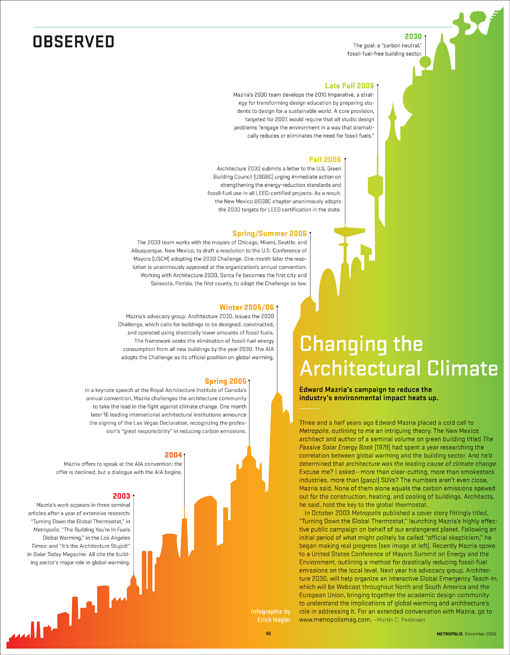 OBSERVED
2030
The goal: a "carbon neutral,"
fossil-fuel-free building sector.
Late Fall 2006
Mazria's 2030 team develops the 2010 Imperative, a strat-
egy for transforming design education by preparing stu-
dents to design for a sustainable world. A core provision,
targeted for 2007, would require that all studio design
problems "engage the environment in a way that dramati-
cally reduces or eliminates the need for fossil fuels."
Fall 2006
Architecture 2030 submits a letter to the U.S. Green
Building Council [USGBC] urging immediate action on
strengthening the energy-reduction standards and
fossil-fuel use in all LEED-certified projects. As a result,
the New Mexico USGBC chapter unanimously adopts
the 2030 targets for LEED certification in the state.
Spring/Summer 2006
The 2030 team works with the mayors of Chicago, Miami, Seattle, and
Albuquerque, New Mexico, to draft a resolution to the U.S. Conference of
Mayors [USCM] adopting the 2030 Challenge. One month later the reso-
lution is unanimously approved at the organization's annual convention.
Working with Architecture 2030, Santa Fe becomes the first city and
Sarasota, Florida, the first county, to adopt the Challenge as law.
Winter 2005/06
Mazria's advocacy group, Architecture 2030, issues the 2030
Challenge, which calls for buildings to be designed, constructed,
and operated using drastically lower amounts of fossil fuels.
The framework seeks the elimination of fossil-fuel energy
consumption from all new buildings by the year 2030. The AIA
adopts the Challenge as its official position on global warming.
Spring 2005
In a keynote speech at the Royal Architecture Institute of Canada's
annual convention, Mazria challenges the architecture community
to take the lead in the fight against climate change. One month
later 16 leading international architectural institutions announce
the signing of the Las Vegas Declaration, recognizing the profes-
sion's "great responsibility" in reducing carbon emissions.
2004
Mazria offers to speak at the AIA convention; the
offer is declined, but a dialogue with the AIA begins.
2003
Mazria's work appears in three seminal
articles after a year of extensive research:
"Turning Down the Global Thermostat," in
Metropolis; "The Building You're In Fuels
Global Warming," in the Los Angeles
Times; and "It's the Architecture Stupid!"
in Solar Today Magazine. All cite the build-
ing sector's major role in global warming.
Changing the
Architectural Climate
Edward Mazria's campaign to reduce the
industry's environmental impact heats up.
Three and a half years ago Edward Mazria placed a cold call to
Metropolis, outlining to me an intriguing theory. The New Mexico
architect and author of a seminal volume on green building titled The
Passive Solar Energy Book (1979) had spent a year researching the
correlation between global warming and the building sector. And he'd
determined that architecture was the leading cause of climate change.
Excuse me? I asked—more than clear-cutting, more than smokestack
industries, more than [gasp!] SUVs? The numbers aren't even close,
Mazria said. None of them alone equals the carbon emissions spewed
out for the construction, heating, and cooling of buildings. Architects,
he said, hold the key to the global thermostat.
In October 2003 Metropolis published a cover story fittingly titled,
"Turning Down the Global Thermostat," launching Mazria's highly effec-
tive public campaign on behalf of our endangered planet. Following an
initial period of what might politely be called "official skepticism," he
began making real progress [see image at left]. Recently Mazria spoke
to a United States Conference of Mayors Summit on Energy and the
Environment, outlining a method for drastically reducing fossil-fuel
emissions on the local level. Next year his advocacy group, Architec-
ture 2030, will help organize an interactive Global Emergency Teach-In,
which will be Webcast throughout North and South America and the
European Union, bringing together the academic design community
to understand the implications of global warming and architecture's
role in addressing it. For an extended conversation with Mazria, go to
www.metropolismag.com. —Martin C. Pedersen
Infographic by
Erich Nagler
46
METROPOLIS December 2006